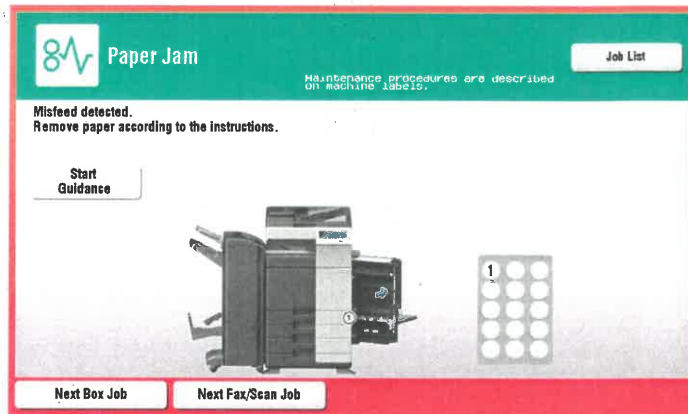 Paper Jam
Job List
Maintenance procedures are described
on machine labels.
Misfeed detected.
Remove paper according to the instructions.
Start
Guidance
1
1
Next Box Job
Next Fax/Scan Job